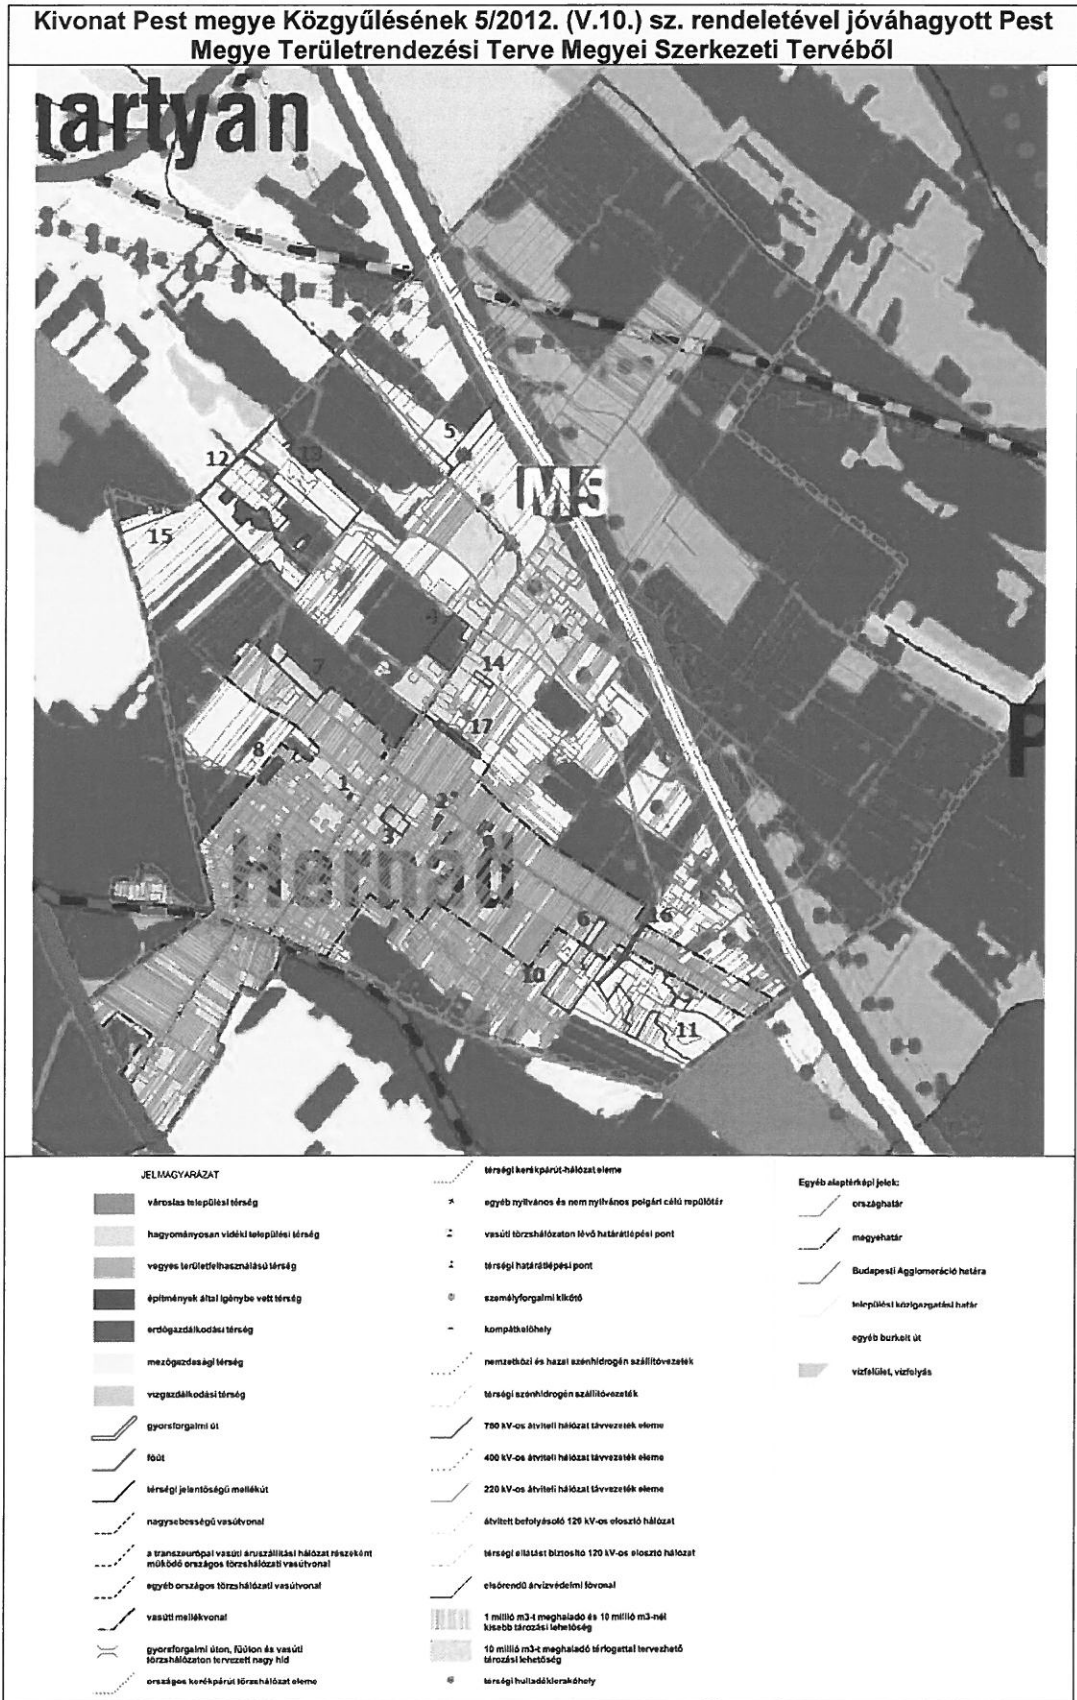 Kivonat Pest megye Közgyűlésének 5/2012. (V.10.) sz. rendeletével jóváhagyott Pest
Megye Területrendezési Terve Megyei Szerkezeti Tervéből
artyán
5
12
13
M5
15
4
14
7
17
8
1
2
3
9
Hernád
P
6
16
10
11
JELMAGYARÁZAT
városias települési térség
hagyományosan vidéki települési térség
vegyes területfelhasználású térség
építmények által igénybe vett térség
erdőgazdálkodási térség
mezőgazdasági térség
vízgazdálkodási térség
gyorsforgalmi út
főút
térségi jelentőségű mellékút
nagysebességű vasútvonal
a transzeurópai vasúti áruszállítási hálózat részeként
működő országos törzshálózati vasútvonal
egyéb országos törzshálózati vasútvonal
vasúti mellékvonal
gyorsforgalmi úton, főúton és vasúti
törzshálózaton tervezett nagy híd
országos kerékpárút törzshálózat eleme
térségi kerékpárút-hálózat eleme
egyéb nyilvános és nem nyilvános polgári célú repülőtér
vasúti törzshálózaton lévő határátlépési pont
térségi határátlépési pont
személyforgalmi kikötő
kompátkelőhely
nemzetközi és hazai szénhidrogén szállítóvezeték
térségi szénhidrogén szállítóvezeték
750 kV-os átviteli hálózat távvezeték eleme
400 kV-os átviteli hálózat távvezeték eleme
220 kV-os átviteli hálózat távvezeték eleme
átvitelt befolyásoló 120 kV-os elosztó hálózat
térségi ellátást biztosító 120 kV-os elosztó hálózat
elsőrendű árvízvédelmi fővonal
1 millió m3-t meghaladó és 10 millió m3-nél
kisebb tározási lehetőség
10 millió m3-t meghaladó térfogattal tervezhető
tározási lehetőség
térségi hulladéklerakóhely
Egyéb alaptérképi jelek:
országhatár
megyehatár
Budapesti Agglomeráció határa
települési közigazgatási határ
egyéb burkolt út
vízfelület, vízfolyás